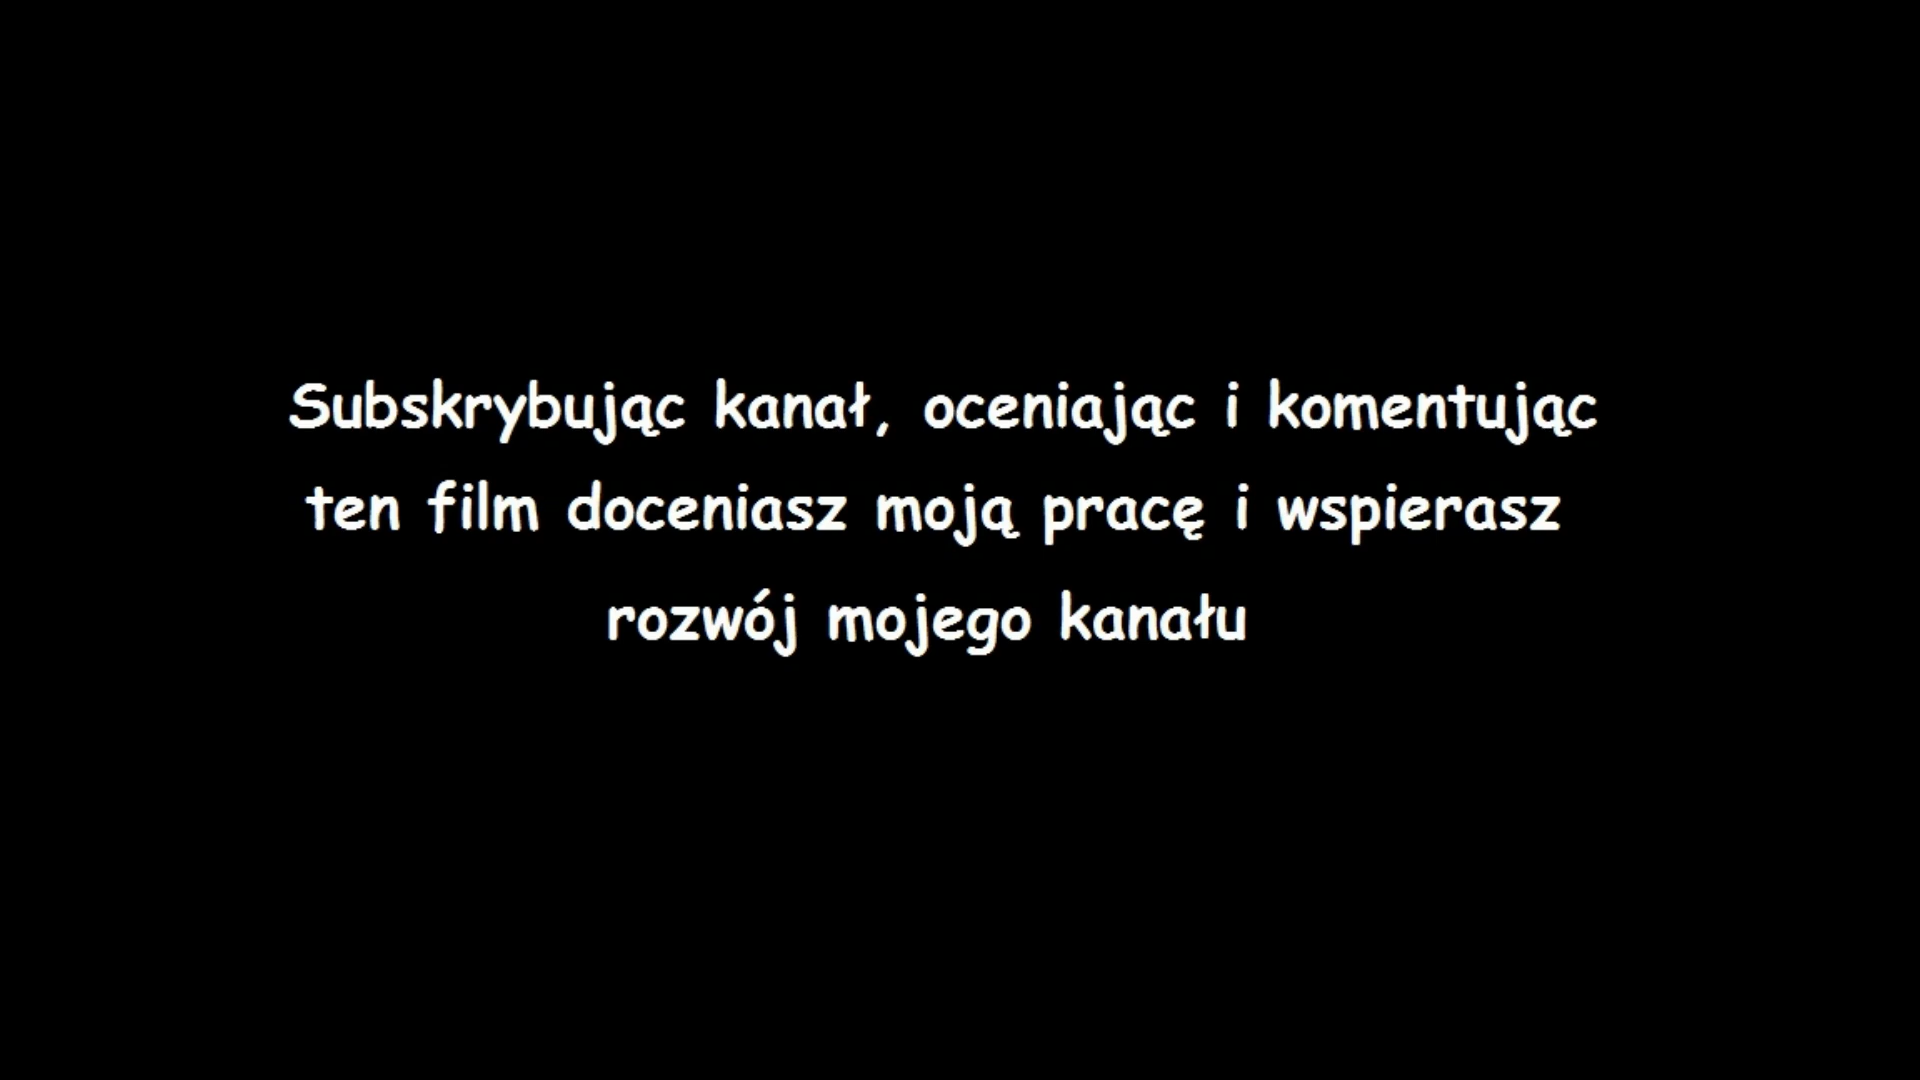 Subskrybując kanał, oceniając i komentując
ten film doceniasz moją pracę i wspierasz
rozwój mojego kanału